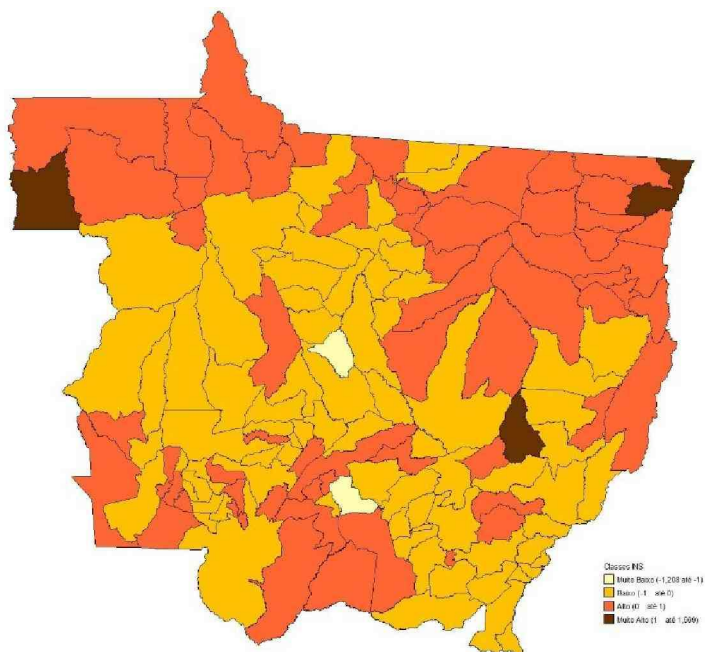 Classes INS
Muito Baixo (-1,208 até -1)
Baixo (-1 até 0)
Alto (0 até 1)
Muito Alto (1 até 1,669)